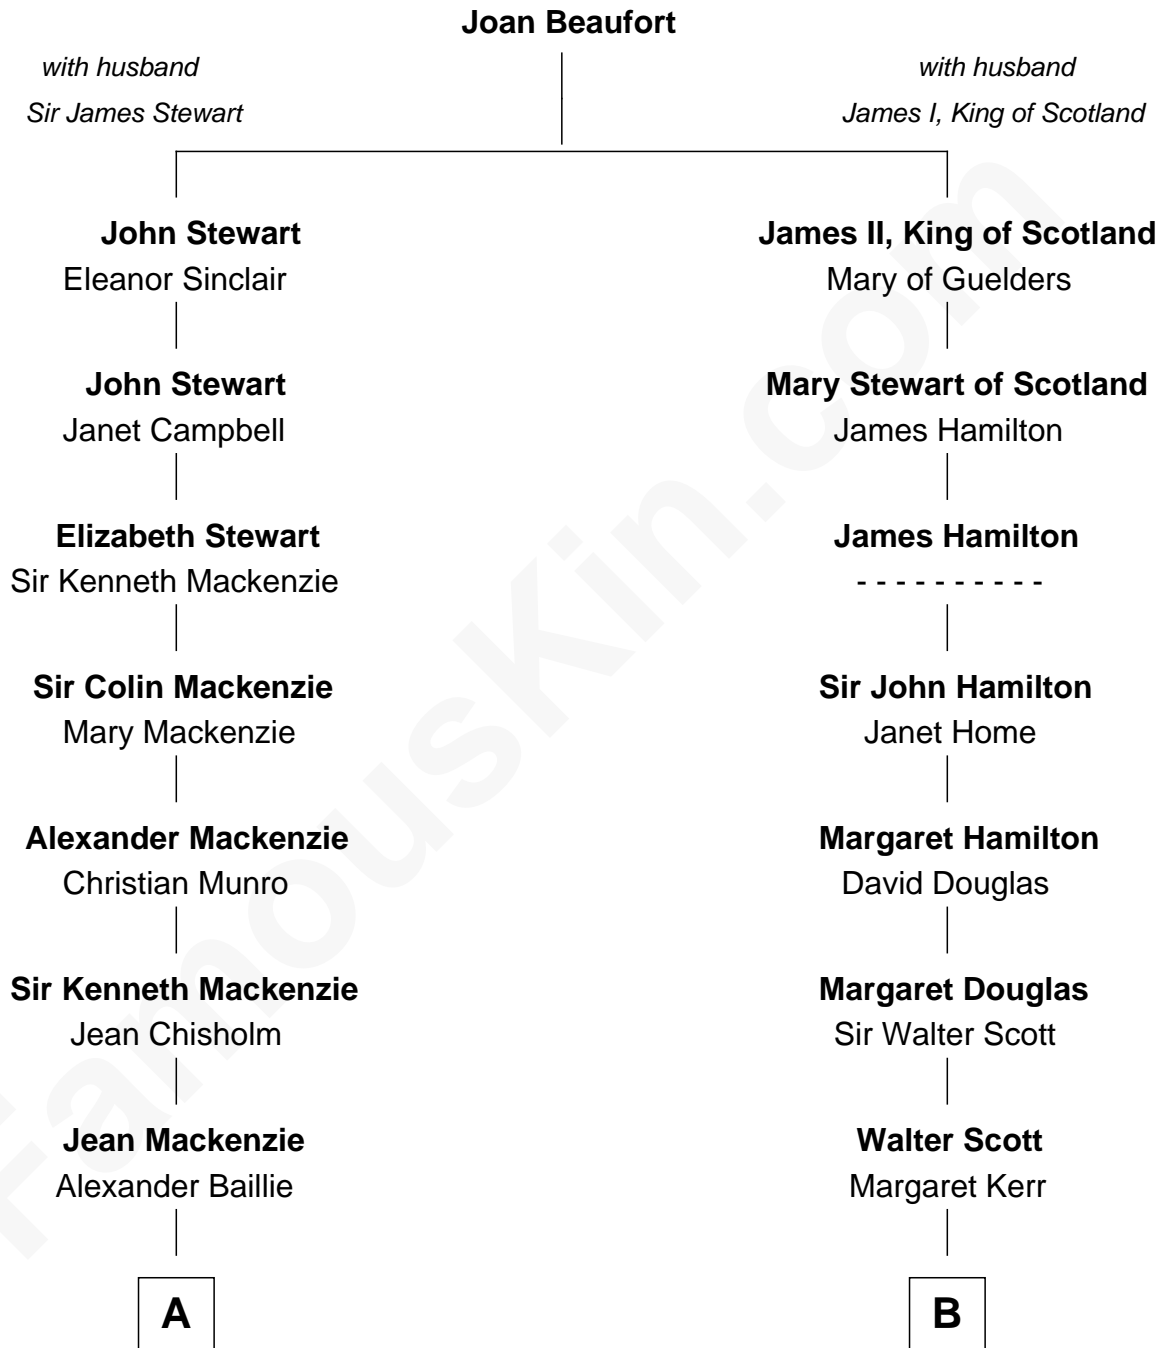 Joan Beaufort
with husband
Sir James Stewart
with husband
James I, King of Scotland
John Stewart
Eleanor Sinclair
James II, King of Scotland
Mary of Guelders
John Stewart
Janet Campbell
Mary Stewart of Scotland
James Hamilton
Elizabeth Stewart
Sir Kenneth Mackenzie
James Hamilton
- - - - - - - - - -
Sir Colin Mackenzie
Mary Mackenzie
Sir John Hamilton
Janet Home
Alexander Mackenzie
Christian Munro
Margaret Hamilton
David Douglas
Sir Kenneth Mackenzie
Jean Chisholm
Margaret Douglas
Sir Walter Scott
Jean Mackenzie
Alexander Baillie
Walter Scott
Margaret Kerr
A
B
FamousKin.com